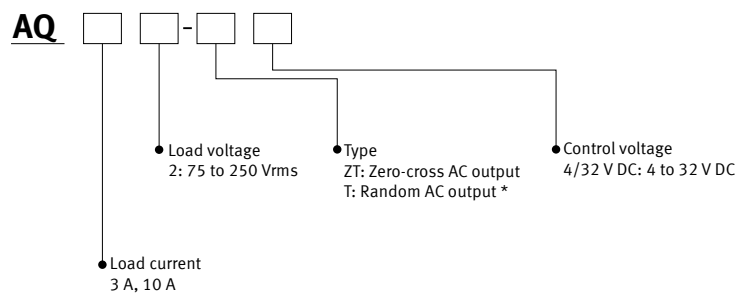 AQ -
Load voltage
2: 75 to 250 Vrms
Type
ZT: Zero-cross AC output
T: Random AC output *
Control voltage
4/32 V DC: 4 to 32 V DC
Load current
3 A, 10 A